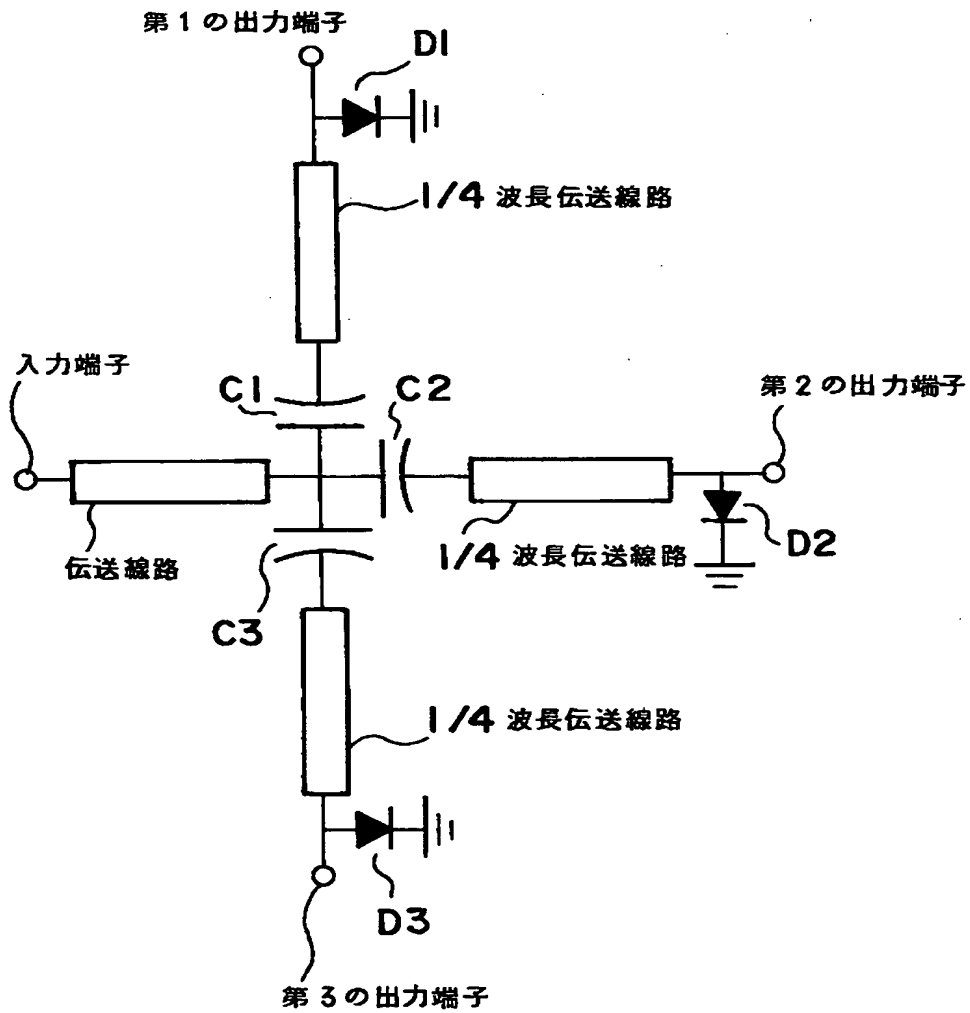 第1の出力端子
D1
1/4 波長伝送線路
入力端子
C1
C2
第2の出力端子
伝送線路
1/4 波長伝送線路
D2
C3
1/4 波長伝送線路
D3
第3の出力端子